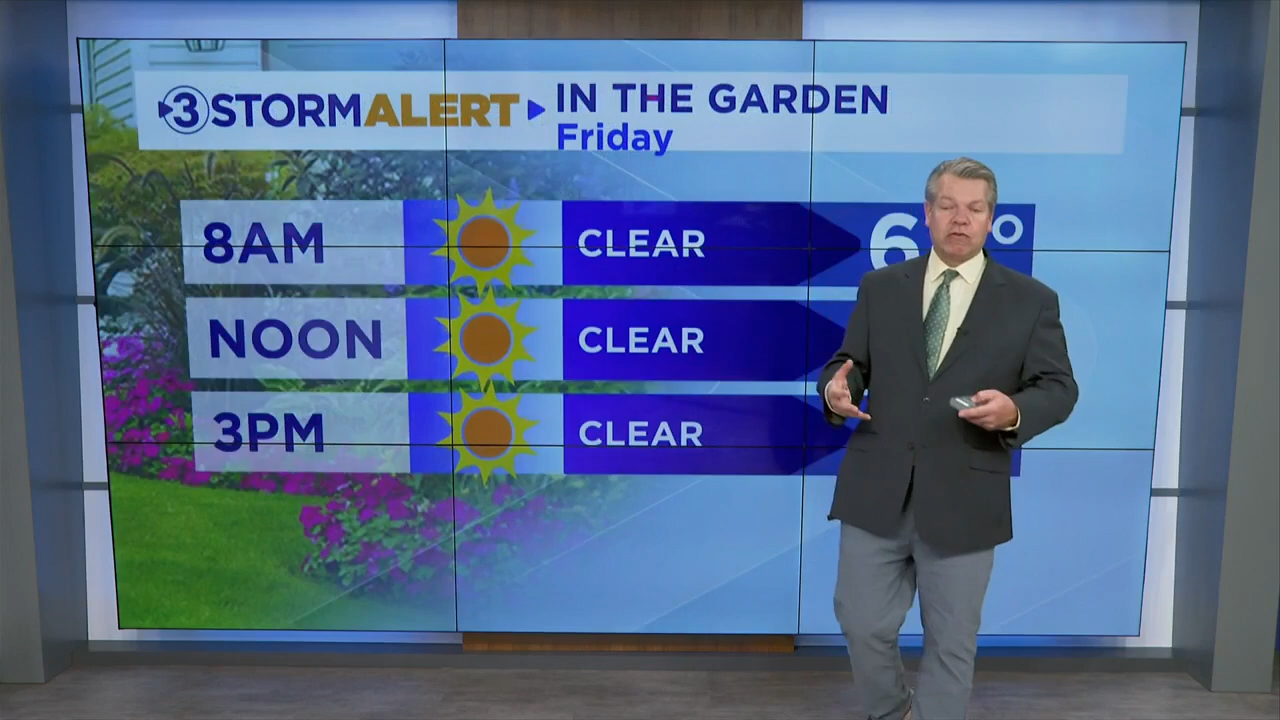 3 STORMALERT IN THE GARDEN
Friday
8AM CLEAR
NOON CLEAR
3PM CLEAR